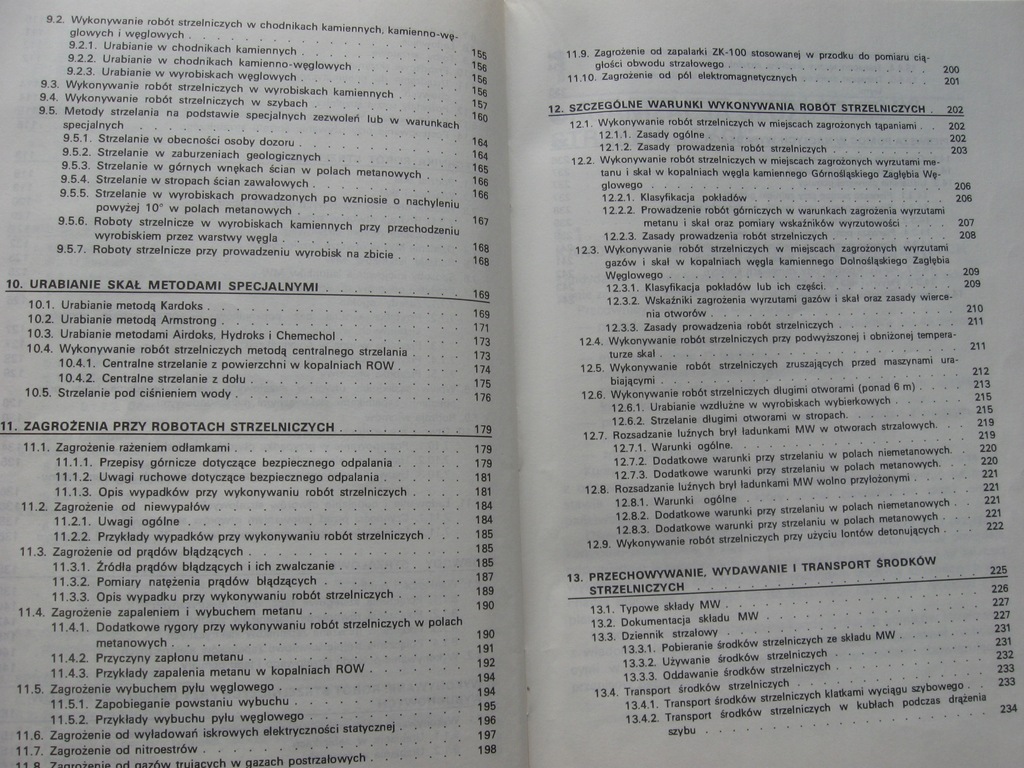 9.2. Wykonywanie robót strzelniczych w chodnikach kamiennych, kamienno-wę-
glowych i węglowych . . . . . 155
9.2.1. Urabianie w chodnikach kamiennych . . . . . 156
9.2.2. Urabianie w chodnikach kamienno-węglowych . . . . . 156
9.2.3. Urabianie w wyrobiskach węglowych . . . . . 156
9.3. Wykonywanie robót strzelniczych w wyrobiskach kamiennych . . . . . 157
9.4. Wykonywanie robót strzelniczych w szybach . . . . . 160
9.5. Metody strzelania na podstawie specjalnych zezwoleń lub w warunkach
specjalnych . . . . . 164
9.5.1. Strzelanie w obecności osoby dozoru . . . . . 164
9.5.2. Strzelanie w zaburzeniach geologicznych . . . . . 165
9.5.3. Strzelanie w górnych wnękach ścian w polach metanowych . . . . . 166
9.5.4. Strzelanie w stropach ścian zawałowych . . . . . 166
9.5.5. Strzelanie w wyrobiskach prowadzonych po wzniosie o nachyleniu
powyżej 10° w polach metanowych . . . . . 167
9.5.6. Roboty strzelnicze w wyrobiskach kamiennych przy przechodzeniu
wyrobiskiem przez warstwy węgla . . . . . 168
9.5.7. Roboty strzelnicze przy prowadzeniu wyrobisk na zbicie . . . . . 168
10. URABIANIE SKAŁ METODAMI SPECJALNYMI . . . . . 169
10.1. Urabianie metodą Kardoks . . . . . 169
10.2. Urabianie metodą Armstrong . . . . . 171
10.3. Urabianie metodami Airdoks, Hydroks i Chemechol . . . . . 173
10.4. Wykonywanie robót strzelniczych metodą centralnego strzelania . . . . . 173
10.4.1. Centralne strzelanie z powierzchni w kopalniach ROW . . . . . 174
10.4.2. Centralne strzelanie z dołu . . . . . 175
10.5. Strzelanie pod ciśnieniem wody . . . . . 176
11. ZAGROŻENIA PRZY ROBOTACH STRZELNICZYCH . . . . . 179
11.1. Zagrożenie rażeniem odłamkami . . . . . 179
11.1.1. Przepisy górnicze dotyczące bezpiecznego odpalania . . . . . 179
11.1.2. Uwagi ruchowe dotyczące bezpiecznego odpalania . . . . . 181
11.1.3. Opis wypadków przy wykonywaniu robót strzelniczych . . . . . 181
11.2. Zagrożenie od niewypałów . . . . . 184
11.2.1. Uwagi ogólne . . . . . 184
11.2.2. Przykłady wypadków przy wykonywaniu robót strzelniczych . . . . . 185
11.3. Zagrożenie od prądów błądzących . . . . . 185
11.3.1. Źródła prądów błądzących i ich zwalczanie . . . . . 185
11.3.2. Pomiary natężenia prądów błądzących . . . . . 187
11.3.3. Opis wypadku przy wykonywaniu robót strzelniczych . . . . . 189
11.4. Zagrożenie zapaleniem i wybuchem metanu . . . . . 190
11.4.1. Dodatkowe rygory przy wykonywaniu robót strzelniczych w polach
metanowych . . . . . 190
11.4.2. Przyczyny zapłonu metanu . . . . . 191
11.4.3. Przykłady zapalenia metanu w kopalniach ROW . . . . . 192
11.5. Zagrożenie wybuchem pyłu węglowego . . . . . 194
11.5.1. Zapobieganie powstaniu wybuchu . . . . . 194
11.5.2. Przykłady wybuchu pyłu węglowego . . . . . 195
11.6. Zagrożenie od wyładowań iskrowych elektryczności statycznej . . . . . 196
11.7. Zagrożenie od nitroestrów . . . . . 197
11.8. Zagrożenie od gazów trujących w gazach postrzałowych . . . . . 198
11.9. Zagrożenie od zapalarki ZK-100 stosowanej w przodku do pomiaru cią-
głości obwodu strzałowego . . . . . 200
11.10. Zagrożenie od pól elektromagnetycznych . . . . . 201
12. SZCZEGÓLNE WARUNKI WYKONYWANIA ROBÓT STRZELNICZYCH . 202
12.1. Wykonywanie robót strzelniczych w miejscach zagrożonych tąpaniami . . 202
12.1.1. Zasady ogólne . . . . . 202
12.1.2. Zasady prowadzenia robót strzelniczych . . . . . 203
12.2. Wykonywanie robót strzelniczych w miejscach zagrożonych wyrzutami me-
tanu i skał w kopalniach węgla kamiennego Górnośląskiego Zagłębia Wę-
glowego . . . . . 206
12.2.1. Klasyfikacja pokładów . . . . . 206
12.2.2. Prowadzenie robót górniczych w warunkach zagrożenia wyrzutami
metanu i skał oraz pomiary wskaźników wyrzutowości . . . . . 207
12.2.3. Zasady prowadzenia robót strzelniczych . . . . . 208
12.3. Wykonywanie robót strzelniczych w miejscach zagrożonych wyrzutami
gazów i skał w kopalniach węgla kamiennego Dolnośląskiego Zagłębia
Węglowego . . . . . 209
12.3.1. Klasyfikacja pokładów lub ich części . . . . . 209
12.3.2. Wskaźniki zagrożenia wyrzutami gazów i skał oraz zasady wierce-
nia otworów . . . . . 210
12.3.3. Zasady prowadzenia robót strzelniczych . . . . . 211
12.4. Wykonywanie robót strzelniczych przy podwyższonej i obniżonej tempera-
turze skał . . . . . 211
12.5. Wykonywanie robót strzelniczych zruszających przed maszynami ura-
biającymi . . . . . 212
12.6. Wykonywanie robót strzelniczych długimi otworami (ponad 6 m) . . . . . 213
12.6.1. Urabianie wzdłużne w wyrobiskach wybierkowych . . . . . 215
12.6.2. Strzelanie długimi otworami w stropach . . . . . 215
12.7. Rozsadzanie luźnych brył ładunkami MW w otworach strzałowych . . . . . 219
12.7.1. Warunki ogólne . . . . . 219
12.7.2. Dodatkowe warunki przy strzelaniu w polach niemetanowych . . . . . 220
12.7.3. Dodatkowe warunki przy strzelaniu w polach metanowych . . . . . 220
12.8. Rozsadzanie luźnych brył ładunkami MW wolno przyłożonymi . . . . . 221
12.8.1. Warunki ogólne . . . . . 221
12.8.2. Dodatkowe warunki przy strzelaniu w polach niemetanowych . . . . . 221
12.8.3. Dodatkowe warunki przy strzelaniu w polach metanowych . . . . . 221
12.9. Wykonywanie robót strzelniczych przy użyciu lontów detonujących . . . . . 222
13. PRZECHOWYWANIE, WYDAWANIE I TRANSPORT ŚRODKÓW
STRZELNICZYCH . . . . . 225
13.1. Typowe składy MW . . . . . 226
13.2. Dokumentacja składu MW . . . . . 227
13.3. Dziennik strzałowy . . . . . 227
13.3.1. Pobieranie środków strzelniczych ze składu MW . . . . . 231
13.3.2. Używanie środków strzelniczych . . . . . 231
13.3.3. Oddawanie środków strzelniczych . . . . . 232
13.4. Transport środków strzelniczych . . . . . 233
13.4.1. Transport środków strzelniczych klatkami wyciągu szybowego . . 233
13.4.2. Transport środków strzelniczych w kubłach podczas drążenia
szybu . . . . . 234